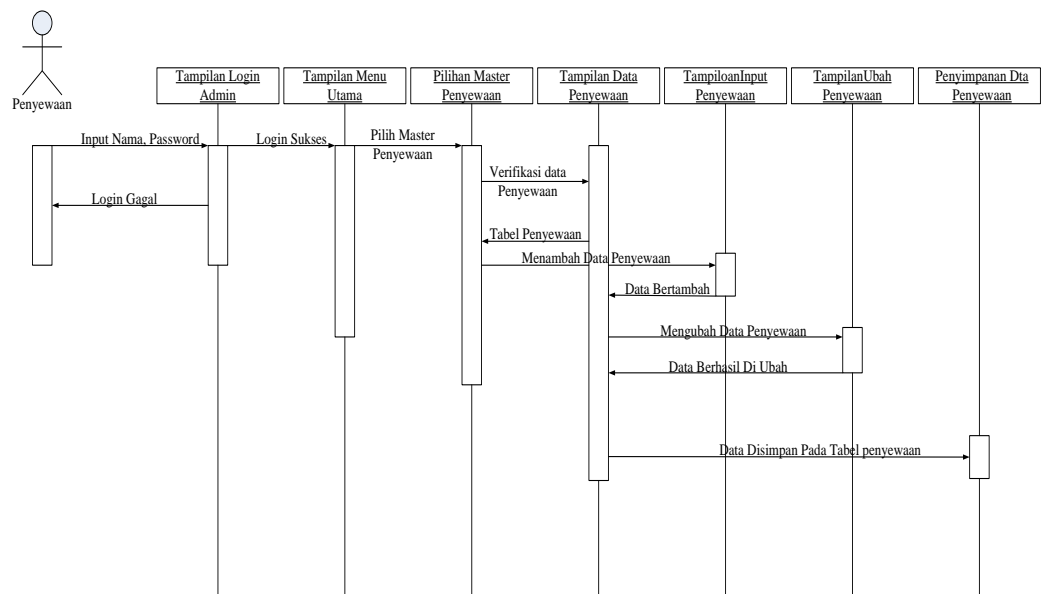 Penyewaan
Tampilan Login
Admin
Tampilan Menu
Utama
Pilihan Master
Penyewaan
Tampilan Data
Penyewaan
TampiloanInput
Penyewaan
TampilanUbah
Penyewaan
Penyimpanan Dta
Penyewaan
Input Nama, Password
Login Sukses
Pilih Master
Penyewaan
Verifikasi data
Penyewaan
Login Gagal
Tabel Penyewaan
Menambah Data Penyewaan
Data Bertambah
Mengubah Data Penyewaan
Data Berhasil Di Ubah
Data Disimpan Pada Tabel penyewaan